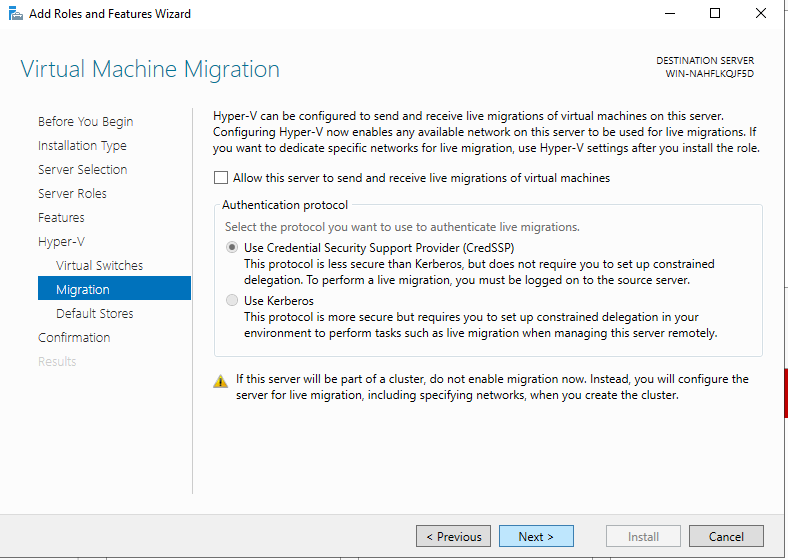 Add Roles and Features Wizard
Virtual Machine Migration
DESTINATION SERVER
WIN-NAHFLKQJF5D
Before You Begin
Installation Type
Server Selection
Server Roles
Features
Hyper-V
Virtual Switches
Migration
Default Stores
Confirmation
Results
Hyper-V can be configured to send and receive live migrations of virtual machines on this server.
Configuring Hyper-V now enables any available network on this server to be used for live migrations. If
you want to dedicate specific networks for live migration, use Hyper-V settings after you install the role.
Allow this server to send and receive live migrations of virtual machines
Authentication protocol
Select the protocol you want to use to authenticate live migrations.
Use Credential Security Support Provider (CredSSP)
This protocol is less secure than Kerberos, but does not require you to set up constrained
delegation. To perform a live migration, you must be logged on to the source server.
Use Kerberos
This protocol is more secure but requires you to set up constrained delegation in your
environment to perform tasks such as live migration when managing this server remotely.
If this server will be part of a cluster, do not enable migration now. Instead, you will configure the
server for live migration, including specifying networks, when you create the cluster.
< Previous
Next >
Install
Cancel